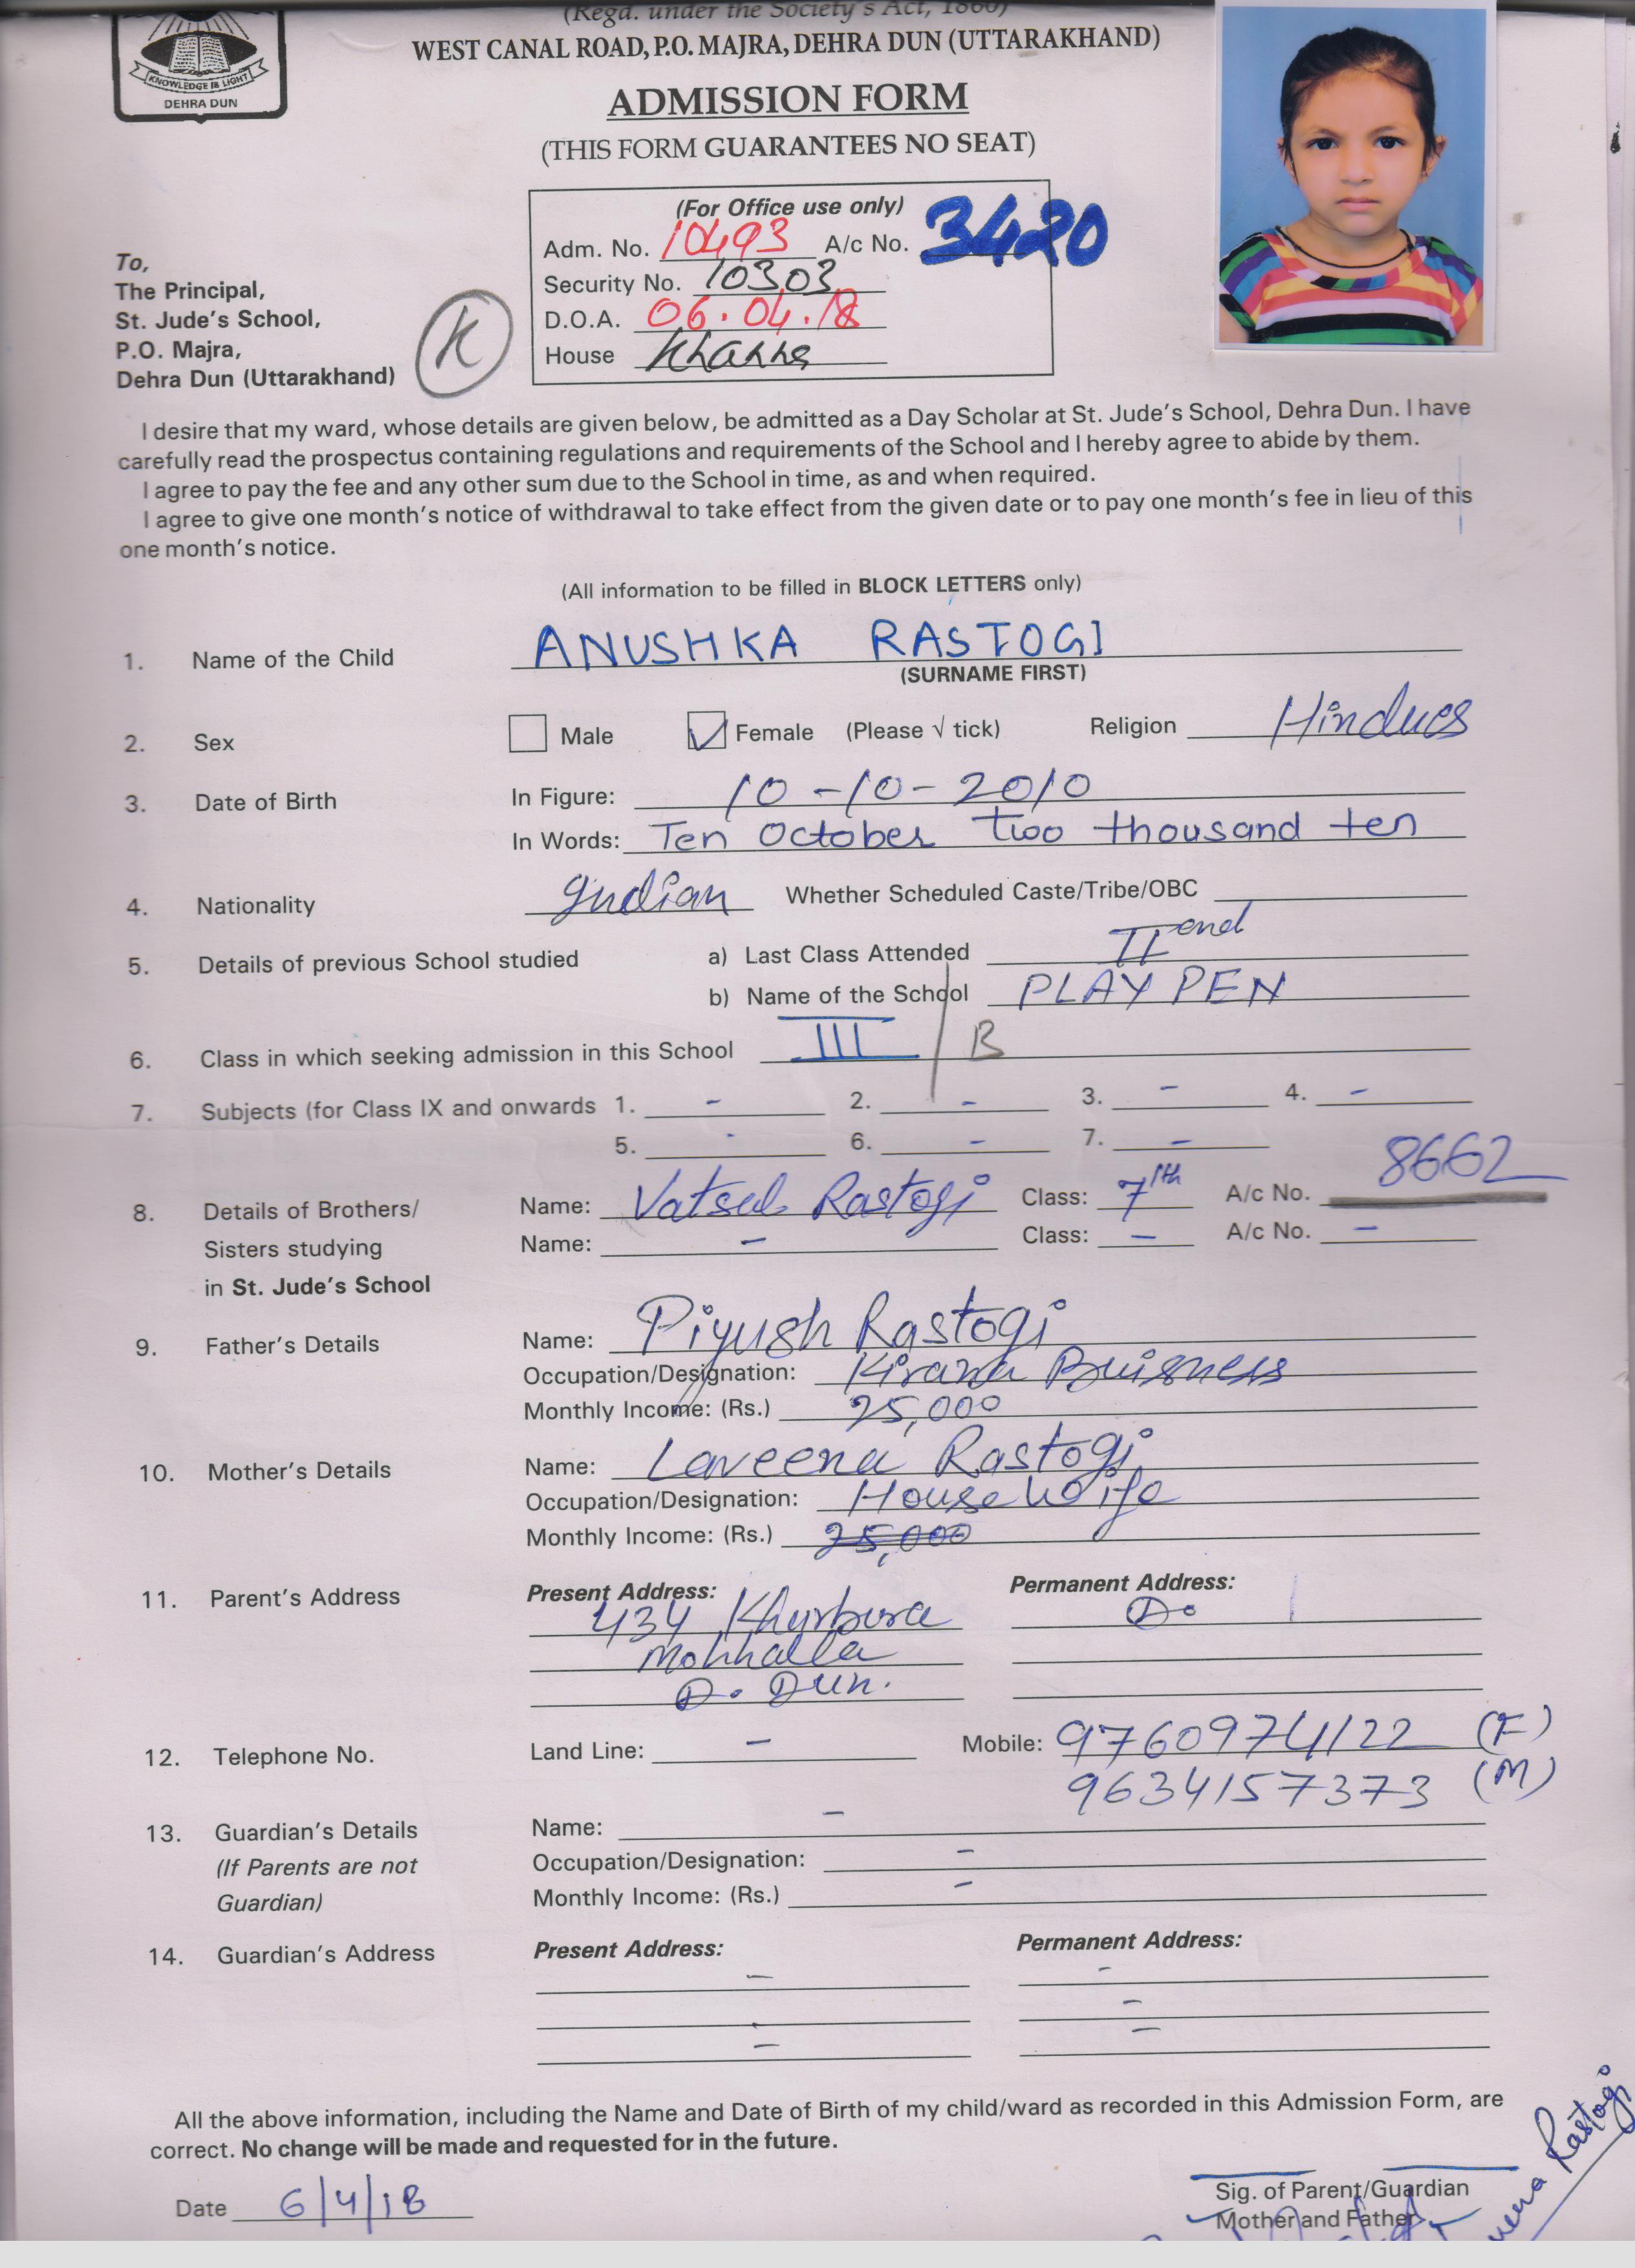 (Regd. under the Society's Act, 1860)
WEST CANAL ROAD, P.O. MAJRA, DEHRA DUN (UTTARAKHAND)
KNOWLEDGE IS LIGHT
DEHRA DUN
ADMISSION FORM
(THIS FORM GUARANTEES NO SEAT)
(For Office use only)
Adm. No. 10493 A/c No. 3420
Security No. 10303
D.O.A. 06.04.18
House Khanna
To,
The Principal,
St. Jude's School,
P.O. Majra,
Dehra Dun (Uttarakhand)
K
I desire that my ward, whose details are given below, be admitted as a Day Scholar at St. Jude's School, Dehra Dun. I have
carefully read the prospectus containing regulations and requirements of the School and I hereby agree to abide by them.
I agree to pay the fee and any other sum due to the School in time, as and when required.
I agree to give one month's notice of withdrawal to take effect from the given date or to pay one month's fee in lieu of this
one month's notice.
(All information to be filled in BLOCK LETTERS only)
1. Name of the Child ANUSHKA RASTOGI
(SURNAME FIRST)
2. Sex Male Female (Please √ tick) Religion Hindues
3. Date of Birth In Figure: 10-10-2010
In Words: Ten October two thousand ten
4. Nationality Indian Whether Scheduled Caste/Tribe/OBC
5. Details of previous School studied a) Last Class Attended II end
b) Name of the School PLAY PEN
6. Class in which seeking admission in this School III / B
7. Subjects (for Class IX and onwards 1. - 2. - 3. - 4. -
5. - 6. - 7. -
8. Details of Brothers/ Name: Vatsal Rastogi Class: 7th A/c No. 8662
Sisters studying Name: - Class: - A/c No. -
in St. Jude's School
9. Father's Details Name: Piyush Rastogi
Occupation/Designation: Kirana Buisness
Monthly Income: (Rs.) 25,000
10. Mother's Details Name: Laveena Rastogi
Occupation/Designation: House Wife
Monthly Income: (Rs.) 25,000
11. Parent's Address Present Address: Permanent Address:
434 Khurbura Do
Mohhalla
D. Dun.
12. Telephone No. Land Line: - Mobile: 9760974122 (F)
9634157373 (M)
13. Guardian's Details Name: -
(If Parents are not Occupation/Designation: -
Guardian) Monthly Income: (Rs.) -
14. Guardian's Address Present Address: Permanent Address:
- -
- -
- -
All the above information, including the Name and Date of Birth of my child/ward as recorded in this Admission Form, are
correct. No change will be made and requested for in the future.
Date 6/4/18
Sig. of Parent/Guardian
Mother and Father
Rastogi